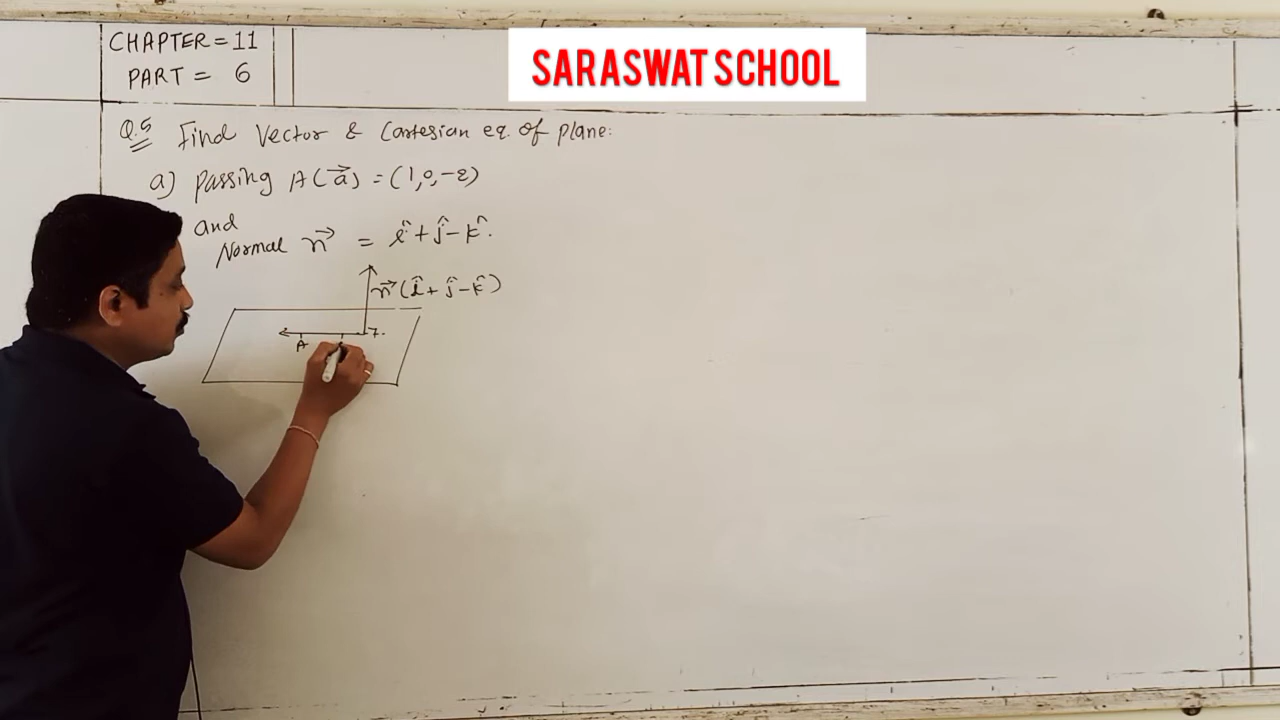 CHAPTER = 11
PART = 6
SARASWAT SCHOOL
Q.5 Find Vector & Cartesian eq. of plane:
a) Passing A(a⃗) = (1,0,-2)
and
Normal n⃗ = î + ĵ - k̂.
n⃗(î + ĵ - k̂)
A